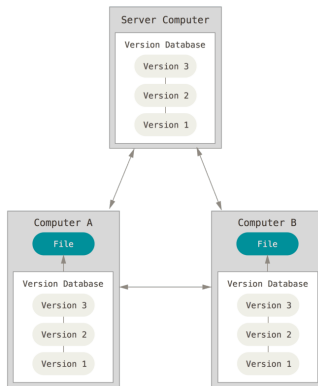 Server Computer
Version Database
Version 3
Version 2
Version 1
Computer A
File
Version Database
Version 3
Version 2
Version 1
Computer B
File
Version Database
Version 3
Version 2
Version 1